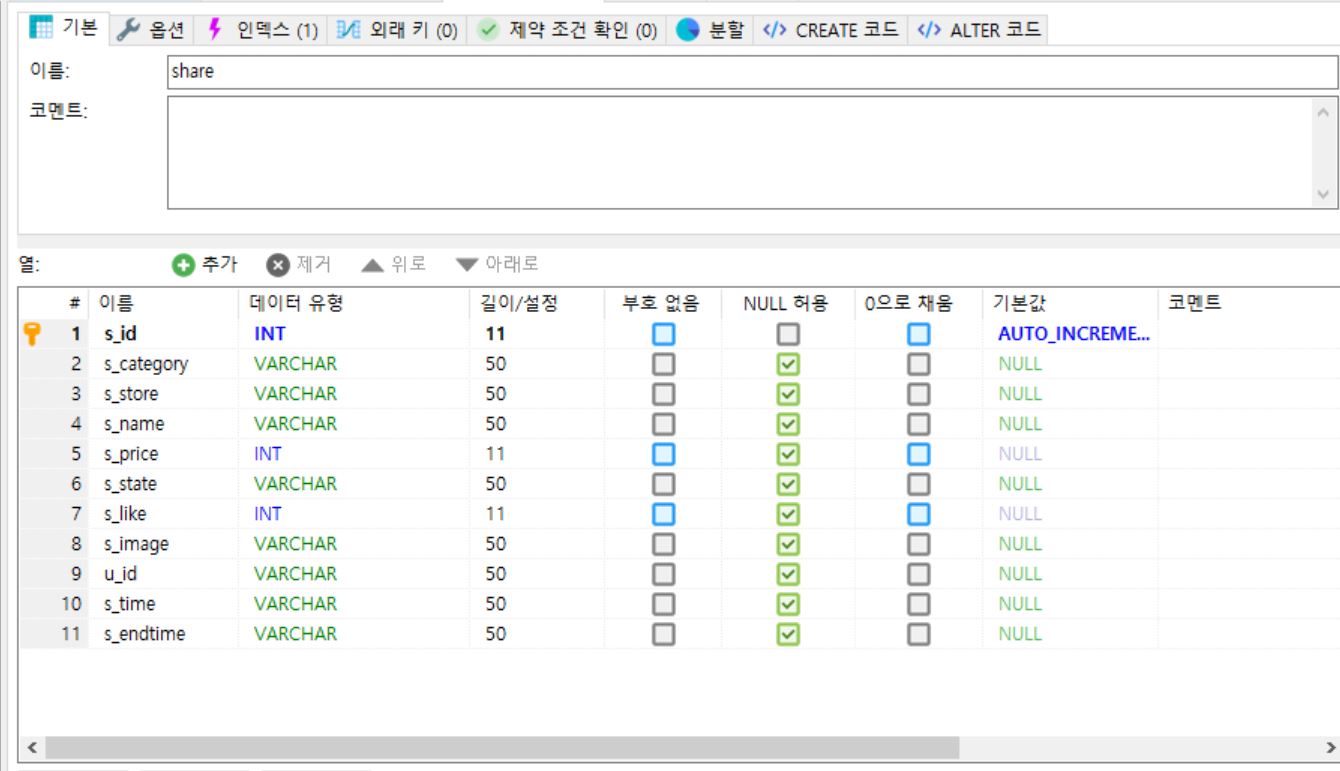 기본 옵션 인덱스 (1) 외래 키 (0) 제약 조건 확인 (0) 분할 </> CREATE 코드 </> ALTER 코드
이름: share
코멘트:
열: 추가 제거 위로 아래로
# 이름 데이터 유형 길이/설정 부호 없음 NULL 허용 0으로 채움 기본값 코멘트
1 s_id INT 11 AUTO_INCREME...
2 s_category VARCHAR 50 NULL
3 s_store VARCHAR 50 NULL
4 s_name VARCHAR 50 NULL
5 s_price INT 11 NULL
6 s_state VARCHAR 50 NULL
7 s_like INT 11 NULL
8 s_image VARCHAR 50 NULL
9 u_id VARCHAR 50 NULL
10 s_time VARCHAR 50 NULL
11 s_endtime VARCHAR 50 NULL